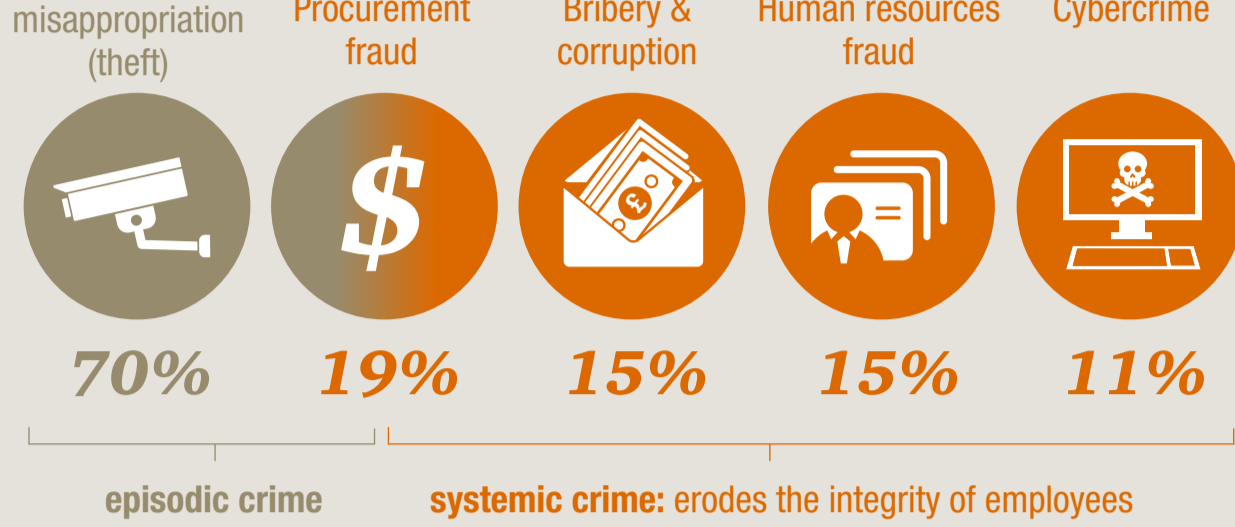 misappropriation
(theft)
Procurement
fraud
Bribery &
corruption
Human resources
fraud
Cybercrime
$
£
70%
19%
15%
15%
11%
episodic crime
systemic crime: erodes the integrity of employees